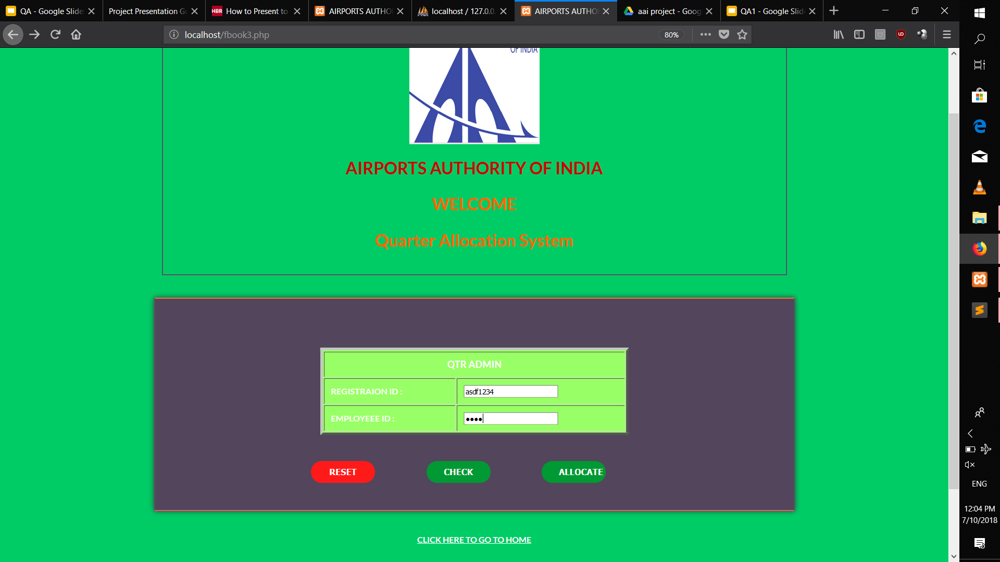 QA - Google Slide
Project Presentation Gu
HBR How to Present to
AIRPORTS AUTHO
localhost / 127.0.0.
AIRPORTS AUTHO
aai project - Goog
QA1 - Google Slid
localhost/fbook3.php
80%
OF INDIA
AIRPORTS AUTHORITY OF INDIA
WELCOME
Quarter Allocation System
QTR ADMIN
REGISTRAION ID :
asdf1234
EMPLOYEEE ID :
RESET
CHECK
ALLOCATE
CLICK HERE TO GO TO HOME
ENG
12:04 PM
7/10/2018